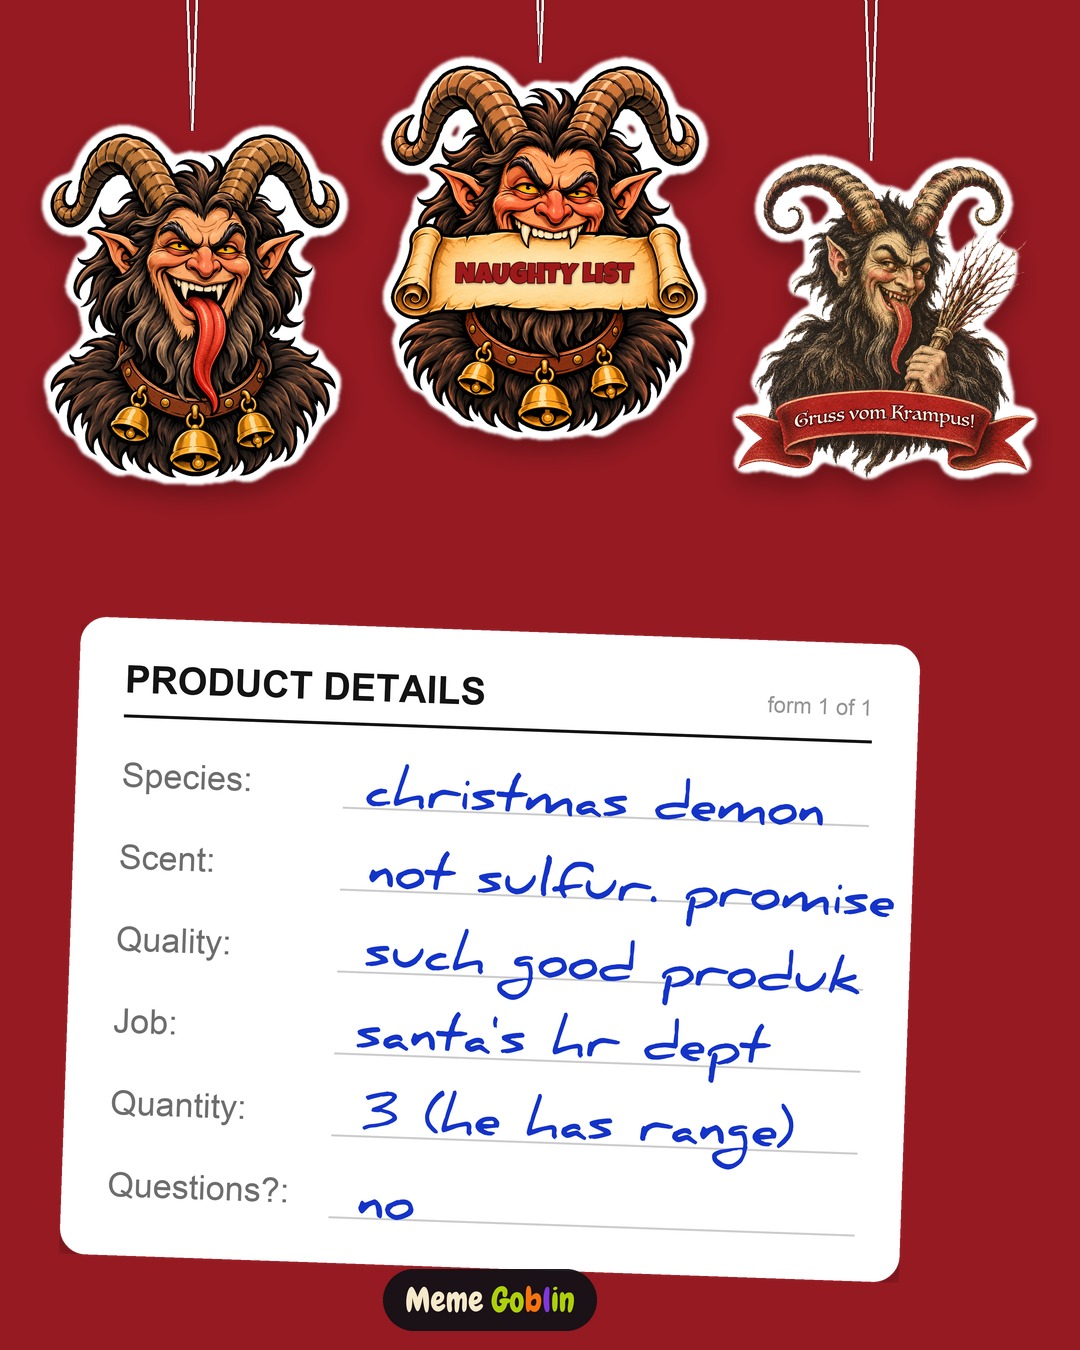 NAUGHTY LIST
Gruss vom Krampus!
PRODUCT DETAILS
form 1 of 1
Species: christmas demon
Scent: not sulfur. promise
Quality: such good produk
Job: santa's hr dept
Quantity: 3 (he has range)
Questions?: no
Meme Goblin